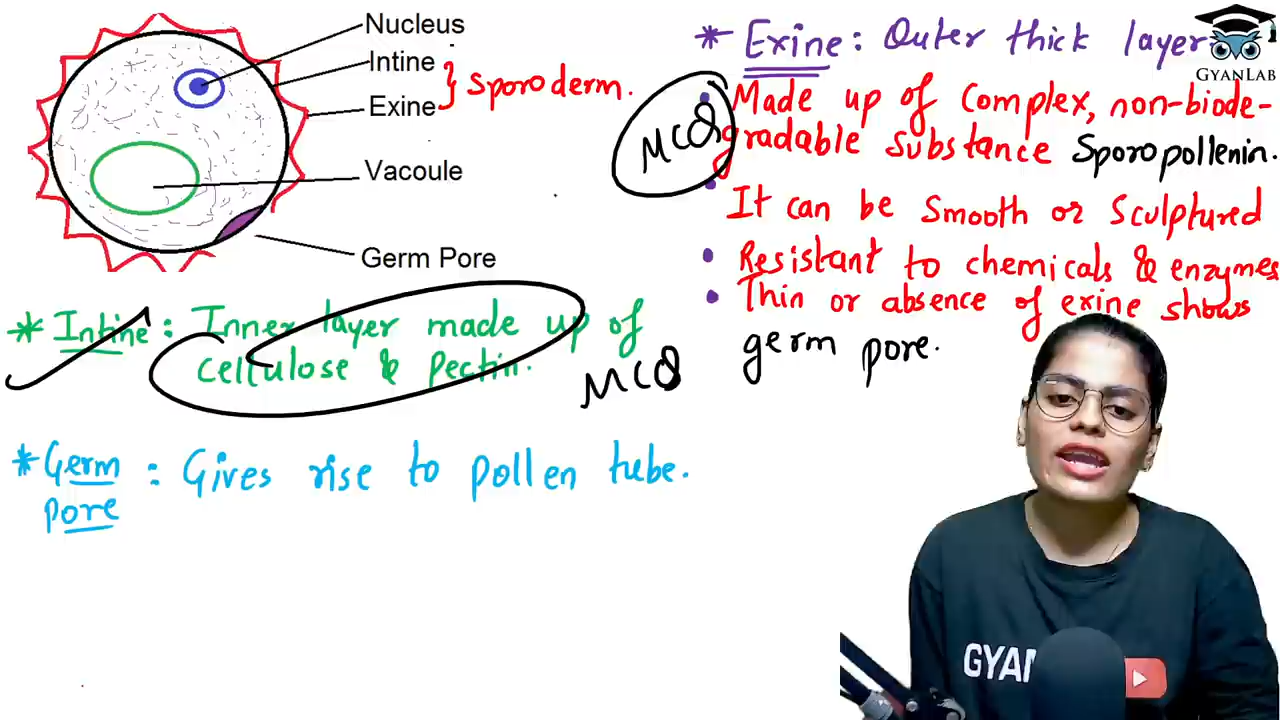 Nucleus
Intine
Exine
} Sporoderm.
Vacoule
Germ Pore
* Intine : Inner layer made up of
cellulose & Pectin.
MCQ
* Germ pore : Gives rise to pollen tube.
* Exine : Outer thick layer
GYANLAB
MCQ
• Made up of complex, non-biode-
gradable substance Sporopollenin.
• It can be smooth or sculptured
• Resistant to chemicals & enzymes
• Thin or absence of exine shows
germ pore.
GYAN